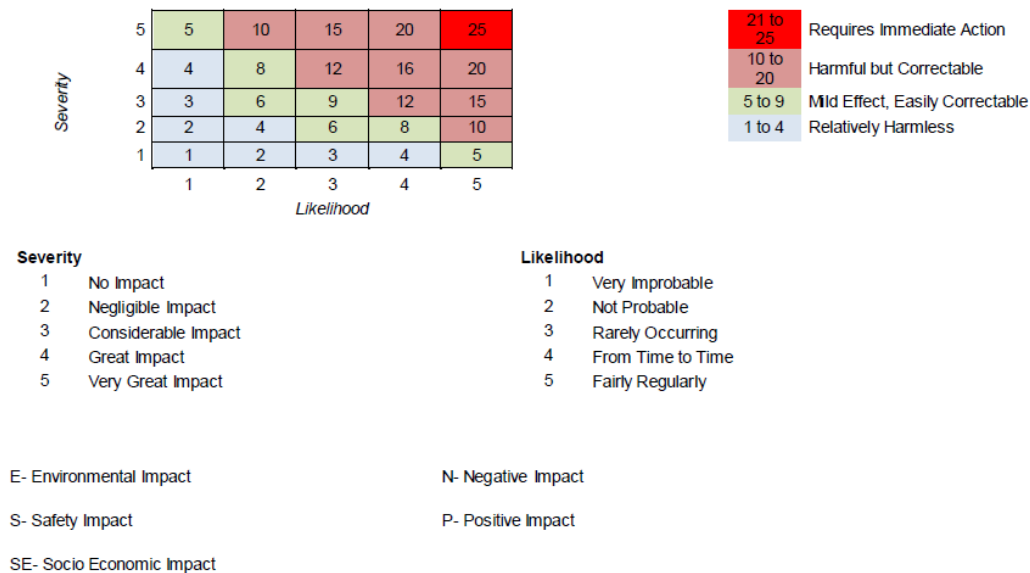 5 5 10 15 20 25
4 4 8 12 16 20
3 3 6 9 12 15
2 2 4 6 8 10
1 1 2 3 4 5
1 2 3 4 5
Severity
Likelihood
21 to
25 Requires Immediate Action
10 to
20 Harmful but Correctable
5 to 9 Mild Effect, Easily Correctable
1 to 4 Relatively Harmless
Severity
1 No Impact
2 Negligible Impact
3 Considerable Impact
4 Great Impact
5 Very Great Impact
Likelihood
1 Very Improbable
2 Not Probable
3 Rarely Occurring
4 From Time to Time
5 Fairly Regularly
E- Environmental Impact
S- Safety Impact
SE- Socio Economic Impact
N- Negative Impact
P- Positive Impact